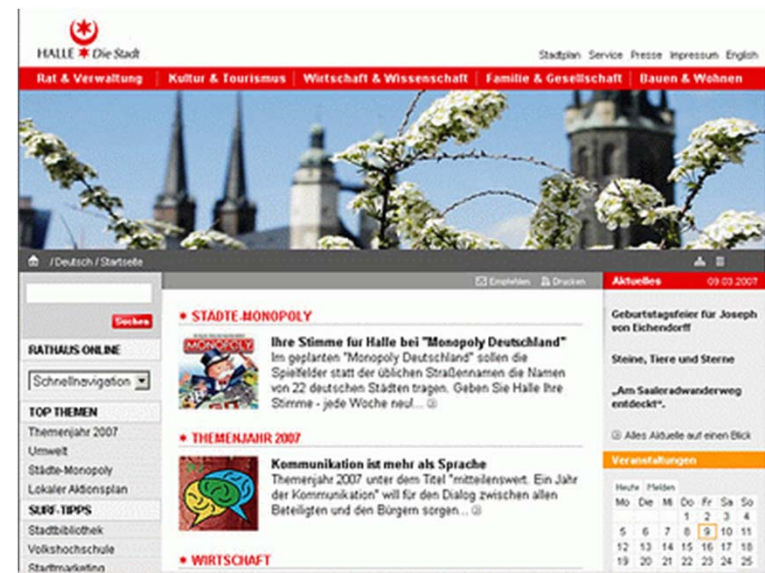 HALLE Die Stadt
Stadtplan Service Presse Impressum English
Rat & Verwaltung Kultur & Tourismus Wirtschaft & Wissenschaft Familie & Gesellschaft Bauen & Wohnen
/ Deutsch / Startseite
Empfehlen Drucken
Suchen
RATHAUS ONLINE
Schnellnavigation
TOP THEMEN
Themenjahr 2007
Umwelt
Städte-Monopoly
Lokaler Aktionsplan
SURF-TIPPS
Stadtbibliothek
Volkshochschule
Stadtmarketing
STÄDTE-MONOPOLY
MONOPOLY
Ihre Stimme für Halle bei "Monopoly Deutschland"
Im geplanten "Monopoly Deutschland" sollen die
Spielfelder statt der üblichen Straßennamen die Namen
von 22 deutschen Städten tragen. Geben Sie Halle Ihre
Stimme - jede Woche neu!...
THEMENJAHR 2007
Kommunikation ist mehr als Sprache
Themenjahr 2007 unter dem Titel "mitteilenswert. Ein Jahr
der Kommunikation" will für den Dialog zwischen allen
Beteiligten und den Bürgern sorgen...
WIRTSCHAFT
Aktuelles 09.03.2007
Geburtstagsfeier für Joseph
von Eichendorff
Steine, Tiere und Sterne
„Am Saaleradwanderweg
entdeckt“.
Alles Aktuelle auf einen Blick
Veranstaltungen
Heute Melden
Mo Die Mi Do Fr Sa So
1 2 3 4
5 6 7 8 9 10 11
12 13 14 15 16 17 18
19 20 21 22 23 24 25